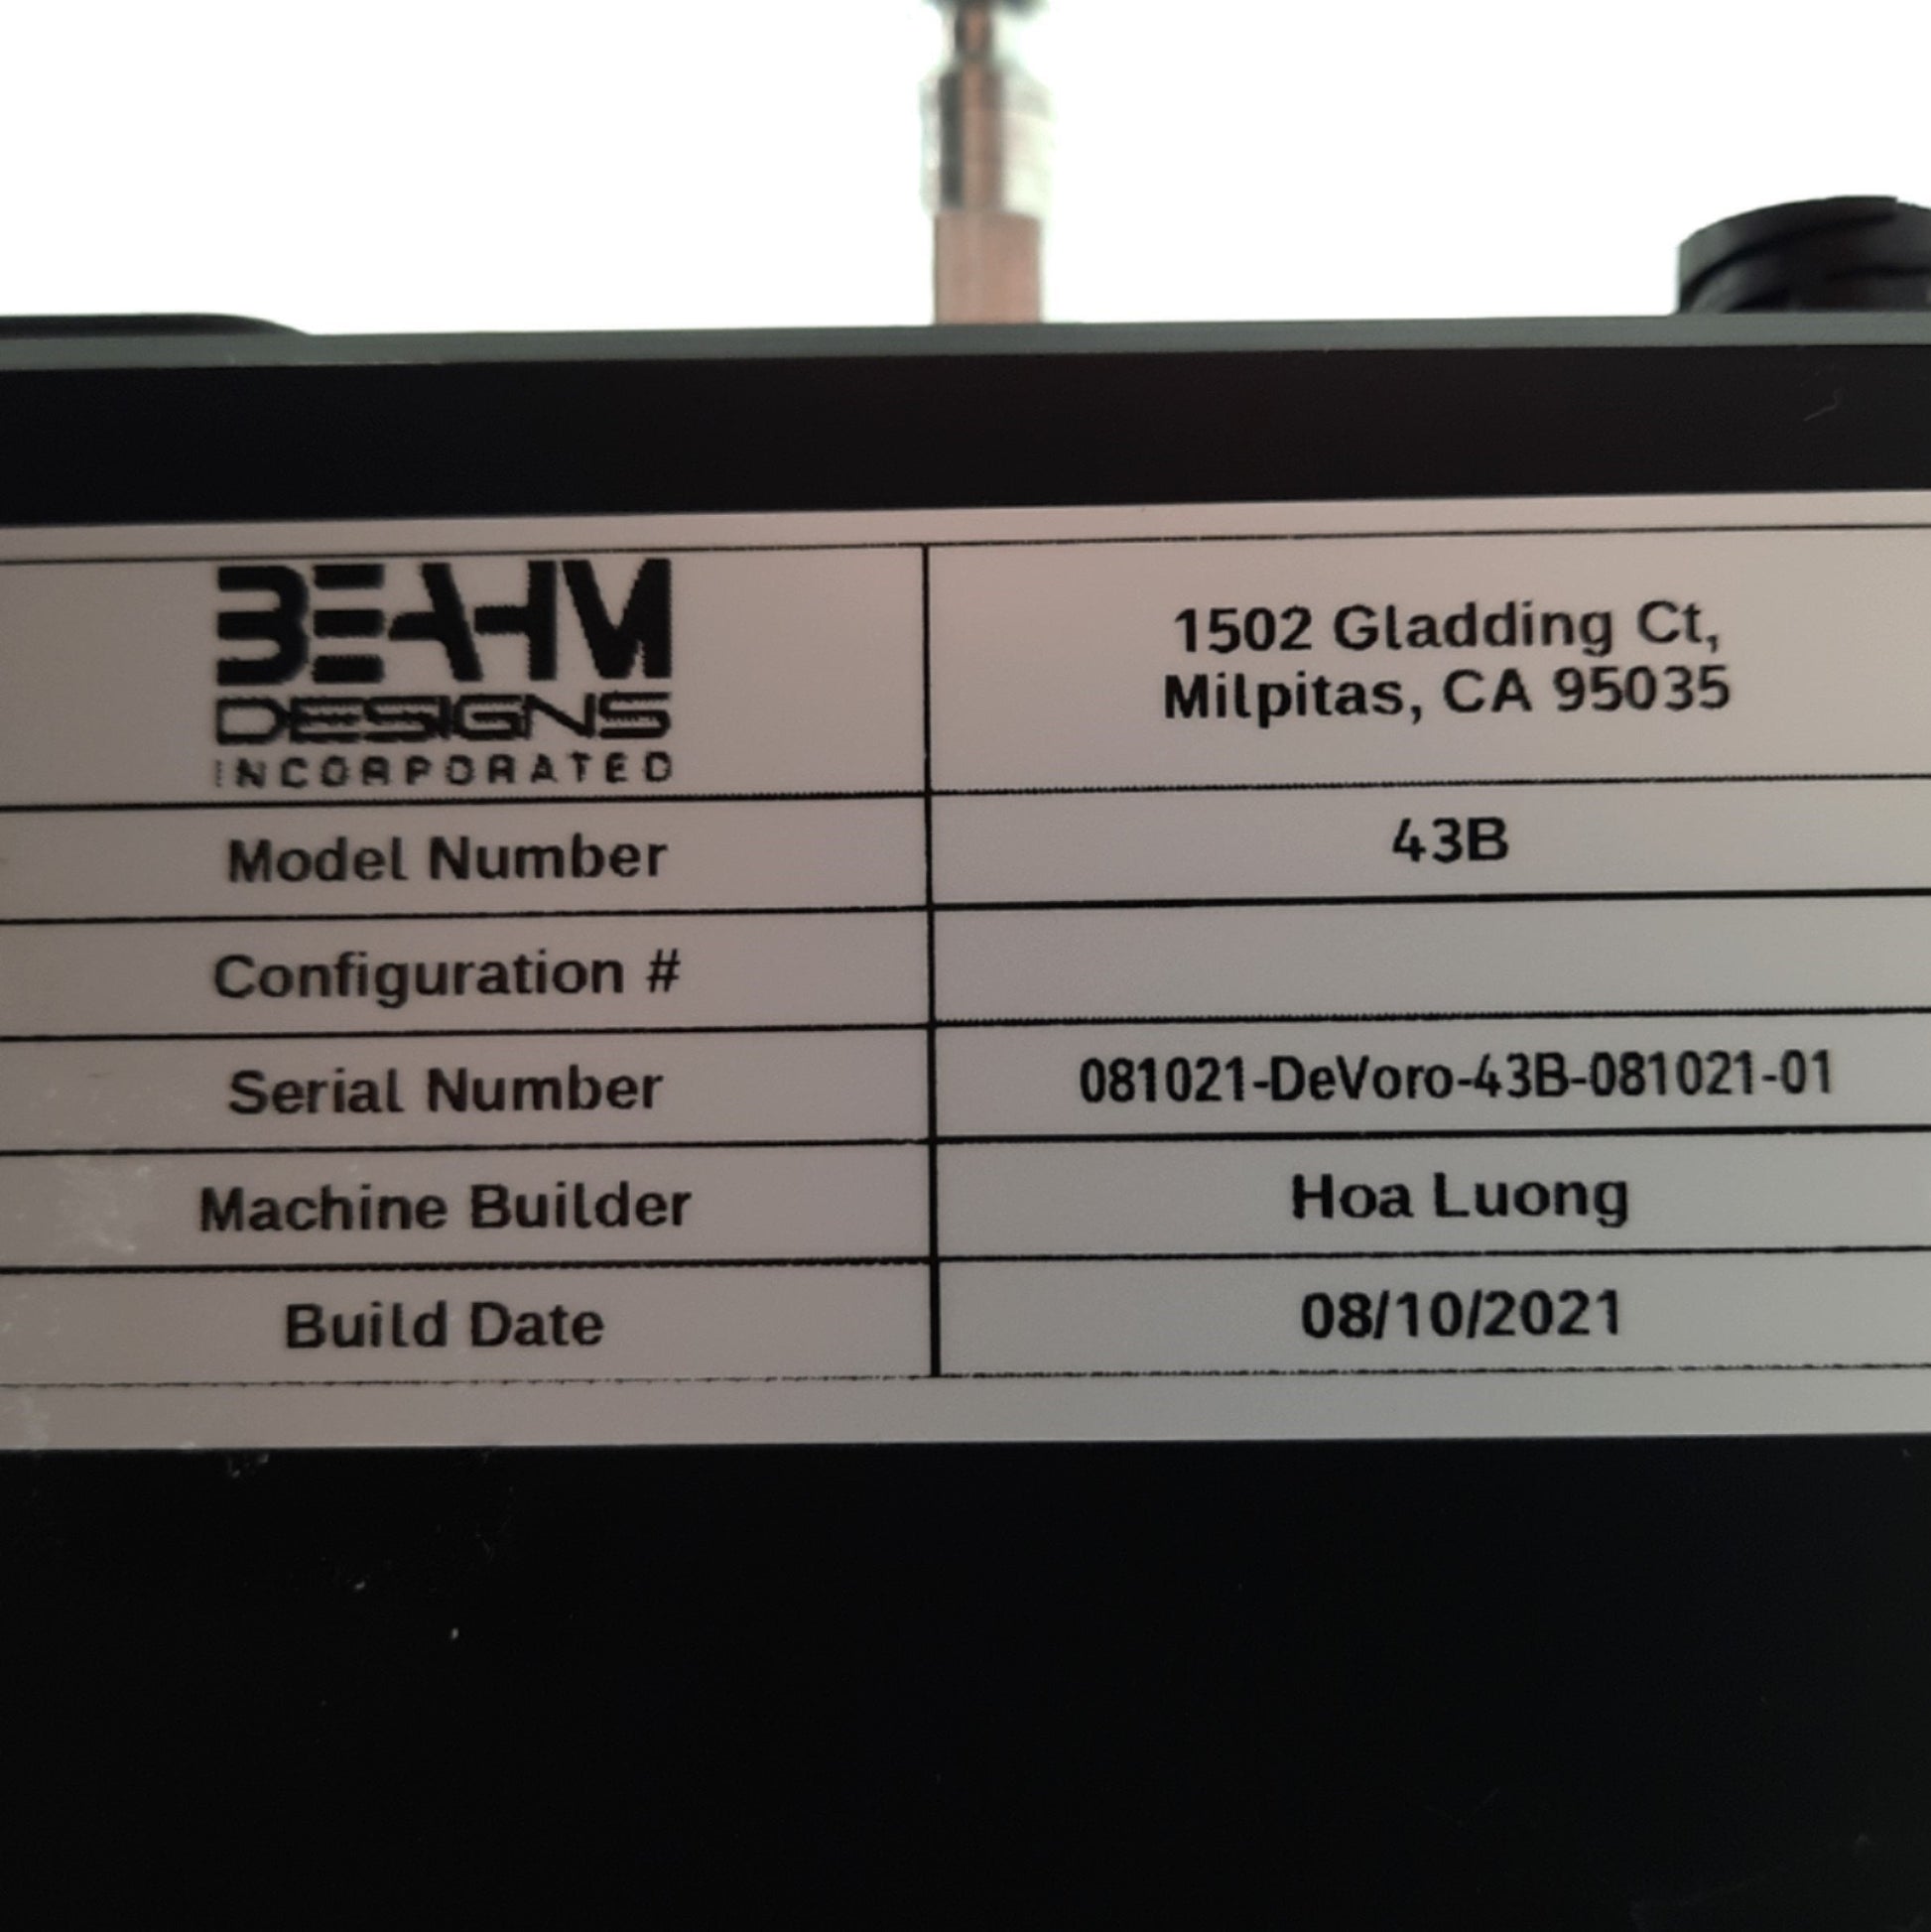 BEAHM
DESIGNS
INCORPORATED
1502 Gladding Ct,
Milpitas, CA 95035
Model Number
43B
Configuration #
Serial Number
081021-DeVoro-43B-081021-01
Machine Builder
Hoa Luong
Build Date
08/10/2021